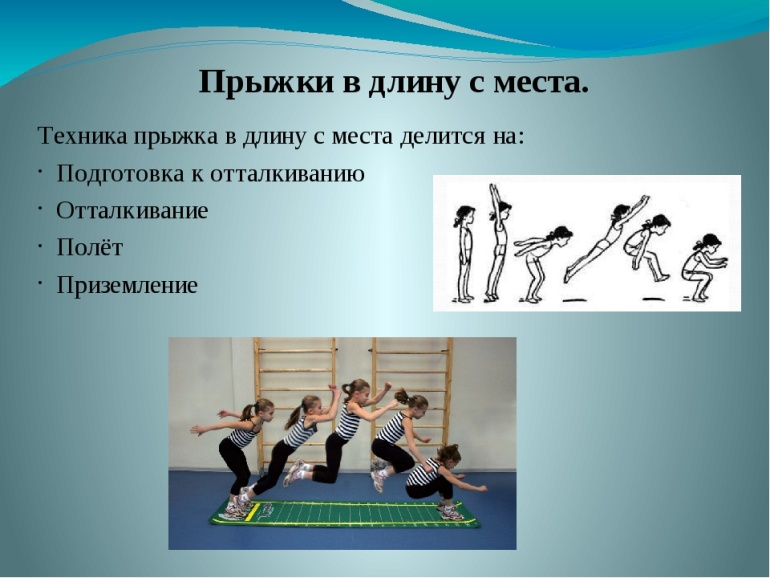 Прыжки в длину с места.
Техника прыжка в длину с места делится на:
· Подготовка к отталкиванию
· Отталкивание
· Полёт
· Приземление